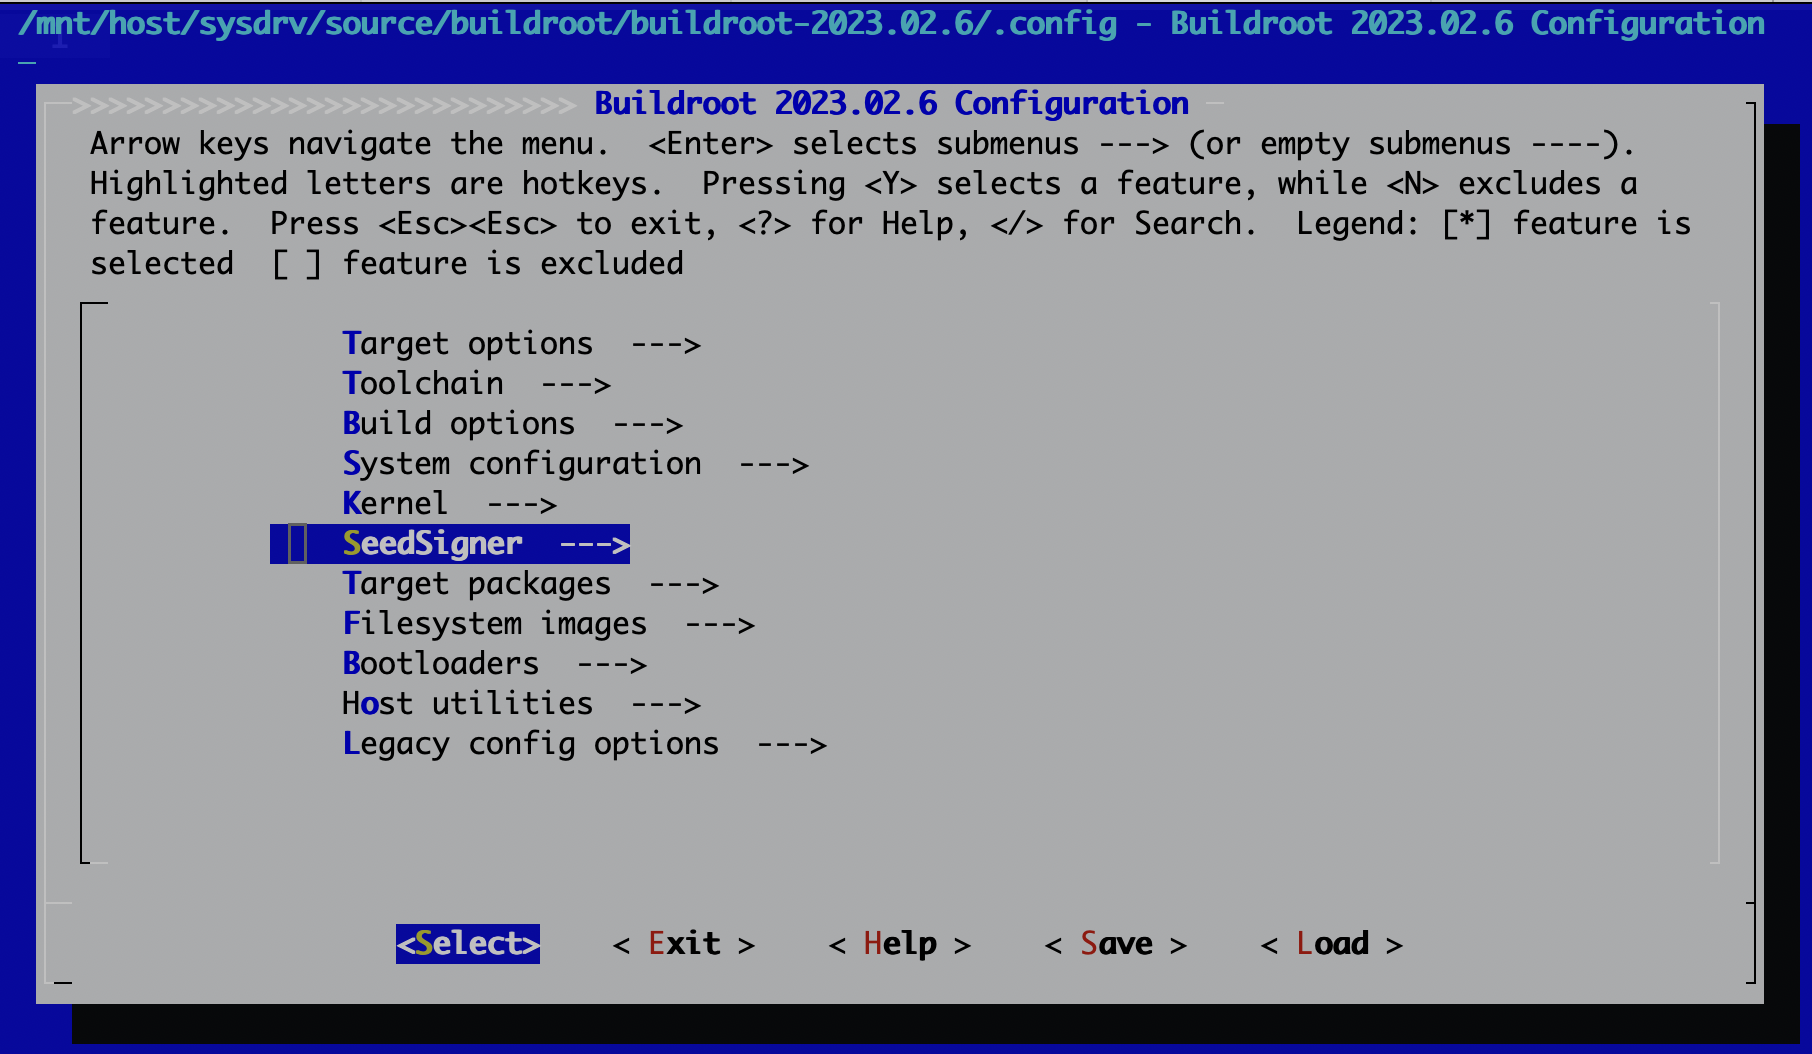 /mnt/host/sysdrv/source/buildroot/buildroot-2023.02.6/.config - Buildroot 2023.02.6 Configuration
>>>>>>>>>>>>>>>>>>>>>>>>>>>> Buildroot 2023.02.6 Configuration
Arrow keys navigate the menu.  <Enter> selects submenus ---> (or empty submenus ----).
Highlighted letters are hotkeys.  Pressing <Y> selects a feature, while <N> excludes a
feature.  Press <Esc><Esc> to exit, <?> for Help, </> for Search.  Legend: [*] feature is
selected  [ ] feature is excluded
Target options  --->
Toolchain  --->
Build options  --->
System configuration  --->
Kernel  --->
SeedSigner  --->
Target packages  --->
Filesystem images  --->
Bootloaders  --->
Host utilities  --->
Legacy config options  --->
<Select>    < Exit >    < Help >    < Save >    < Load >